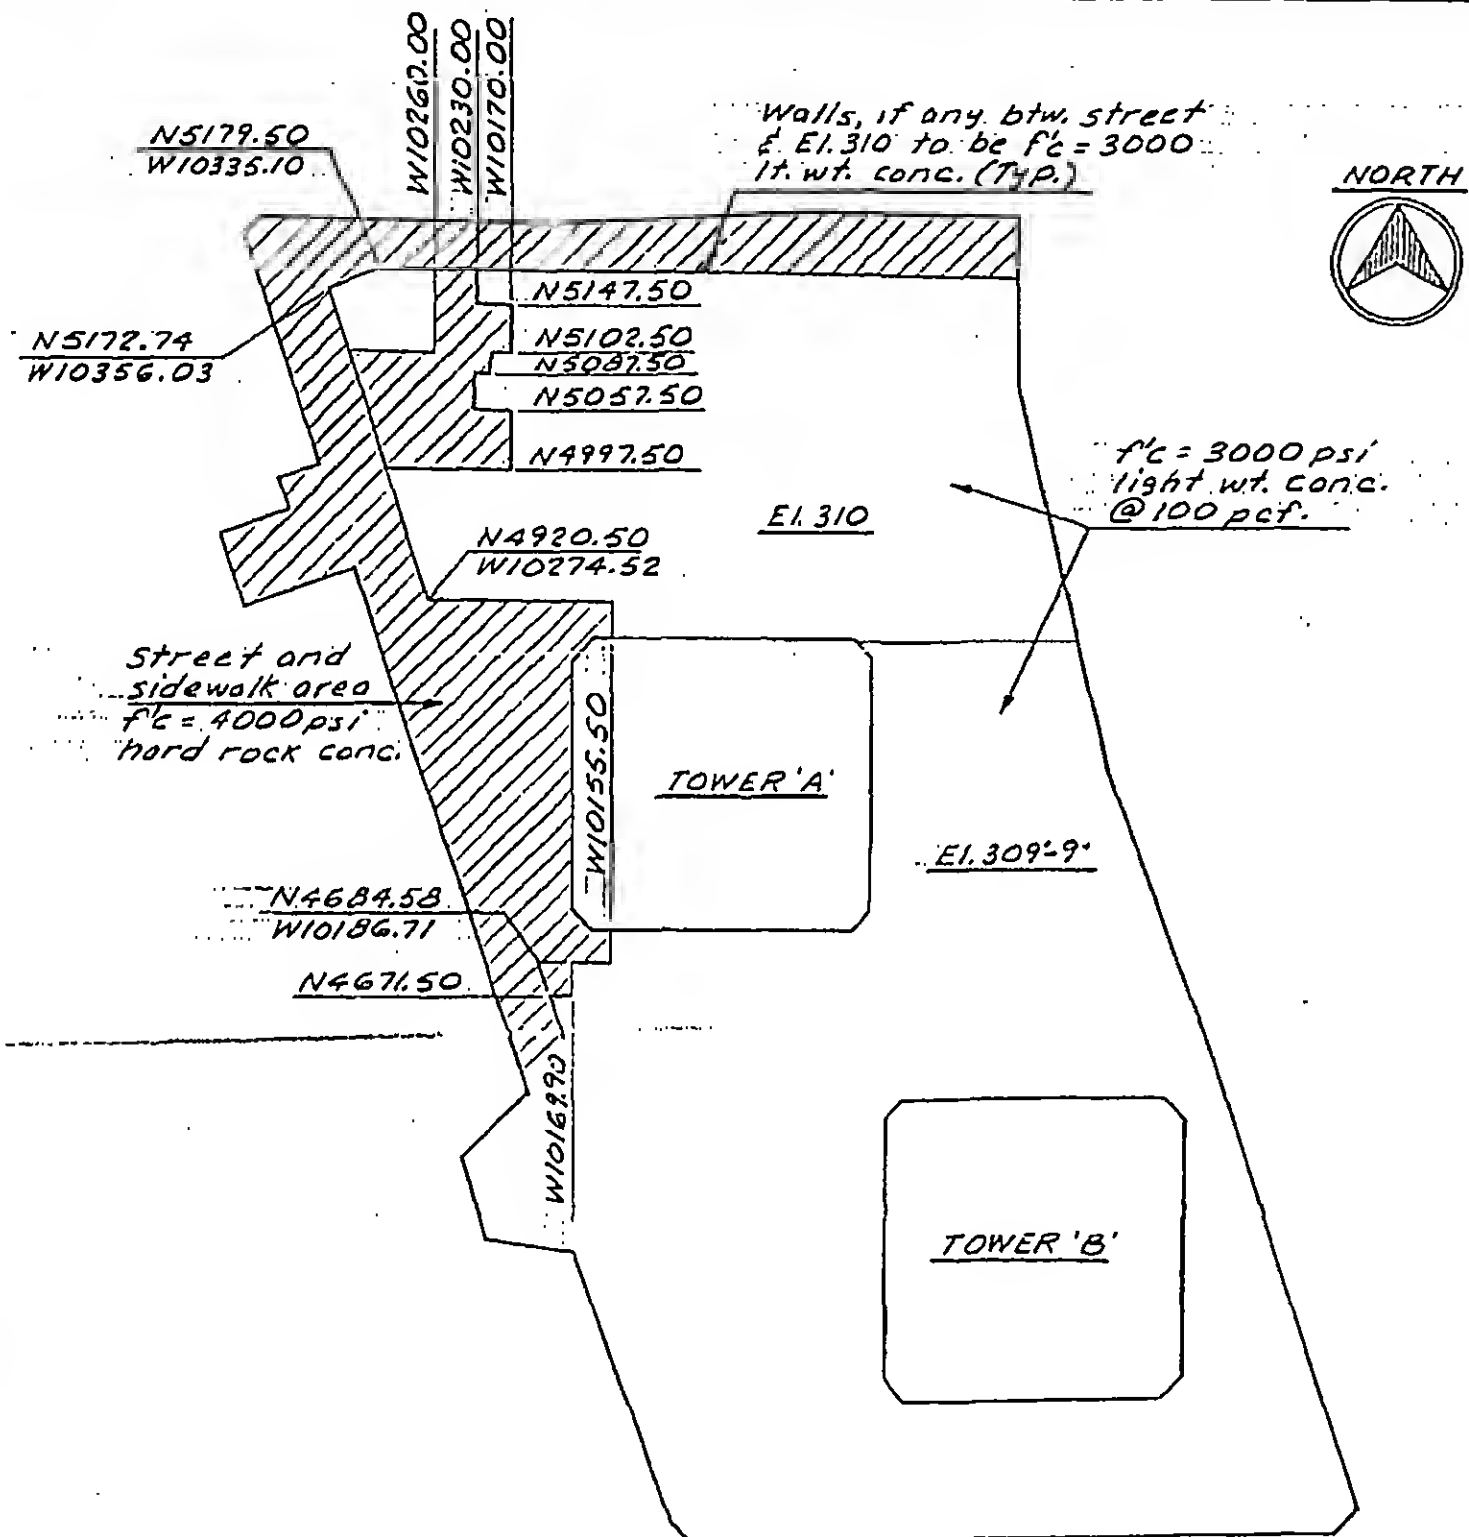 W10260.00
W10230.00
W10170.00
Walls, if any btw. street
& El. 310 to be f'c = 3000
lt. wt. conc. (Typ.)
N5179.50
W10335.10
NORTH
N5147.50
N5102.50
N5087.50
N5057.50
N4997.50
N5172.74
W10356.03
f'c = 3000 psi
light wt. conc.
@ 100 pcf.
El. 310
N4920.50
W10274.52
Street and
sidewalk area
f'c = 4000 psi
hard rock conc.
W10155.50
TOWER 'A'
El. 309'-9"
N4684.58
W10186.71
N4671.50
W10169.90
TOWER 'B'